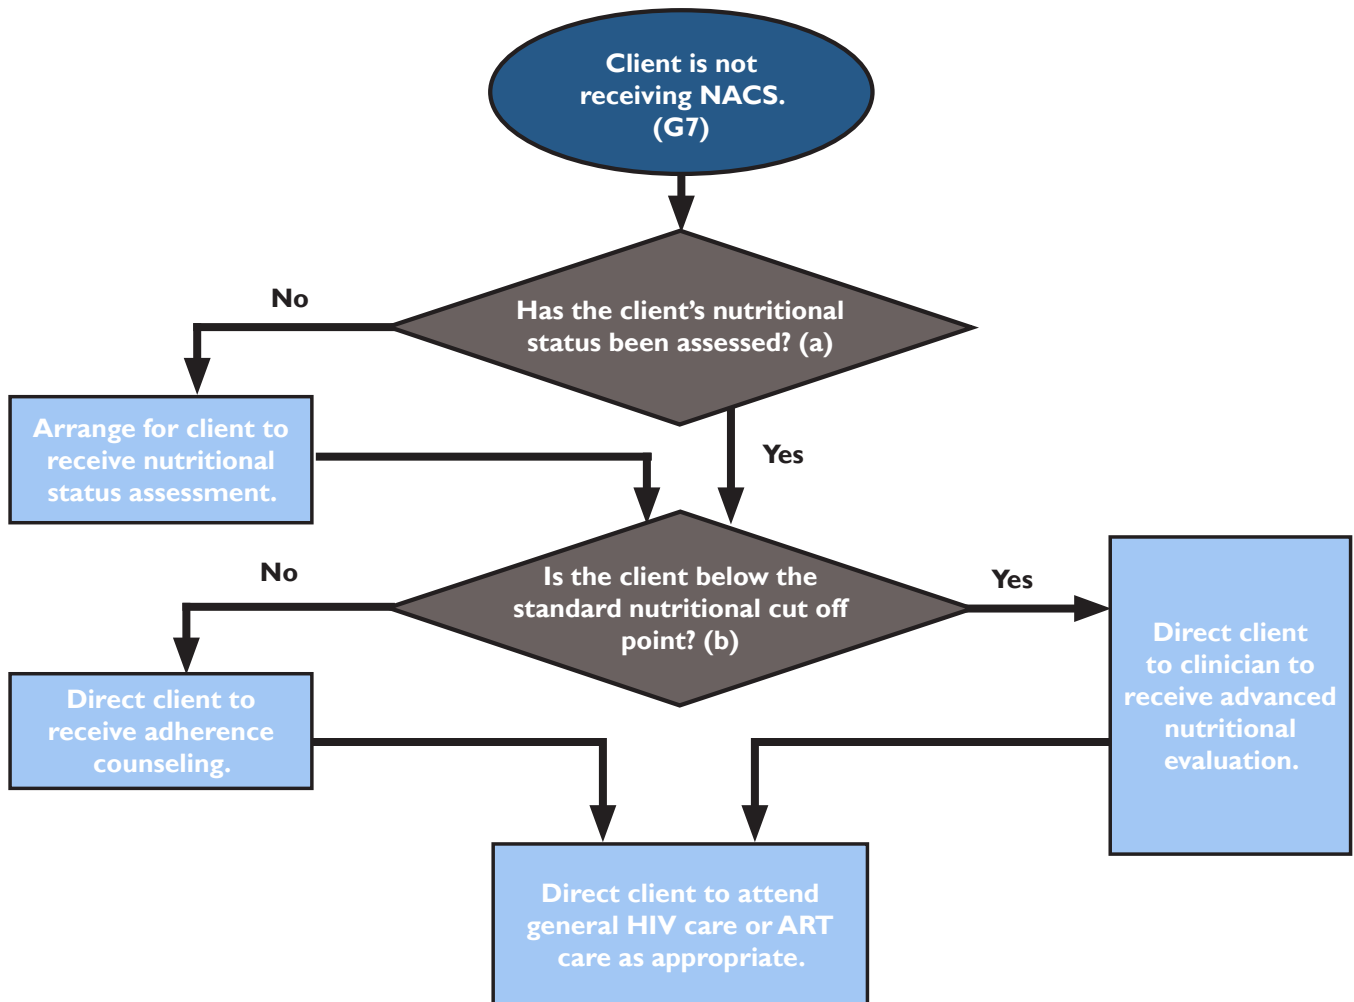 Client is not
receiving NACS.
(G7)
No
Has the client’s nutritional
status been assessed? (a)
Arrange for client to
receive nutritional
status assessment.
Yes
No
Is the client below the
standard nutritional cut off
point? (b)
Yes
Direct client
to clinician to
receive advanced
nutritional
evaluation.
Direct client to
receive adherence
counseling.
Direct client to attend
general HIV care or ART
care as appropriate.